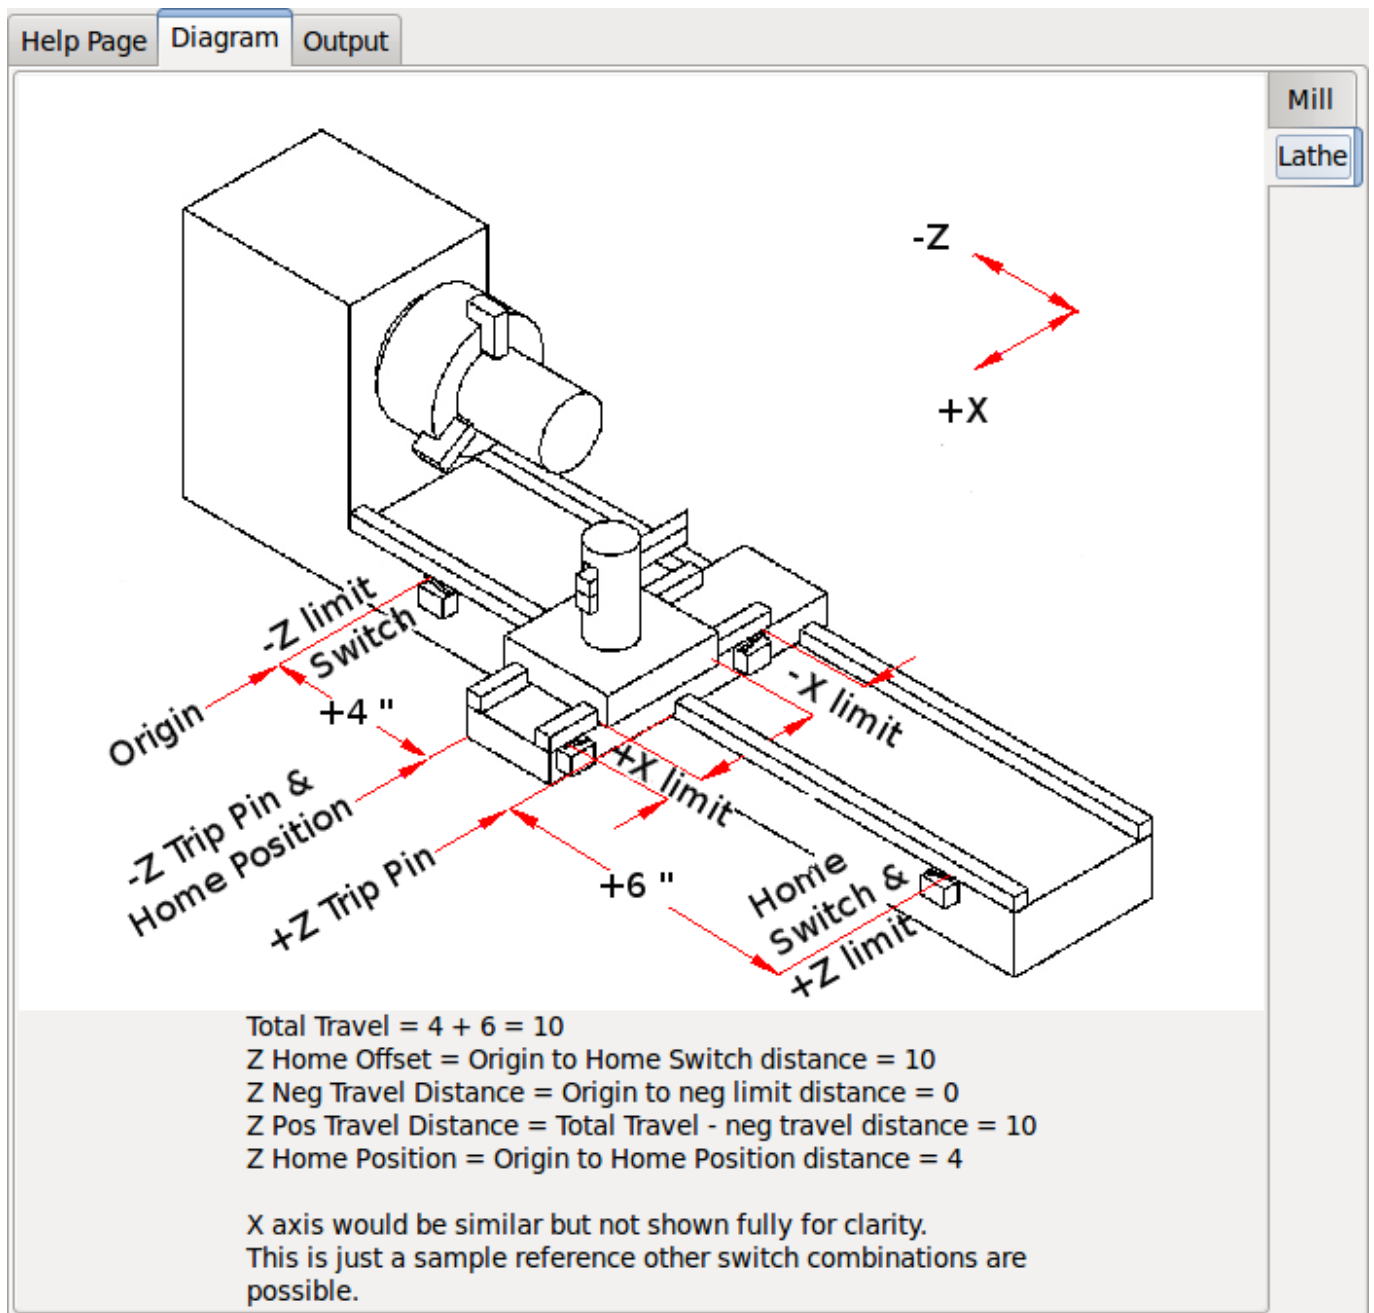 Help Page
Diagram
Output
Mill
Lathe
-Z
+X
-Z limit
Switch
Origin
+4 "
-X limit
+X limit
-Z Trip Pin &
Home Position
+Z Trip Pin
+6 "
Home
Switch &
+Z limit
Total Travel = 4 + 6 = 10
Z Home Offset = Origin to Home Switch distance = 10
Z Neg Travel Distance = Origin to neg limit distance = 0
Z Pos Travel Distance = Total Travel - neg travel distance = 10
Z Home Position = Origin to Home Position distance = 4
X axis would be similar but not shown fully for clarity.
This is just a sample reference other switch combinations are
possible.